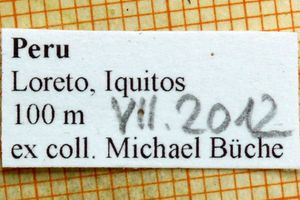 Peru
Loreto, Iquitos
100 m VII. 2012
ex coll. Michael Büche